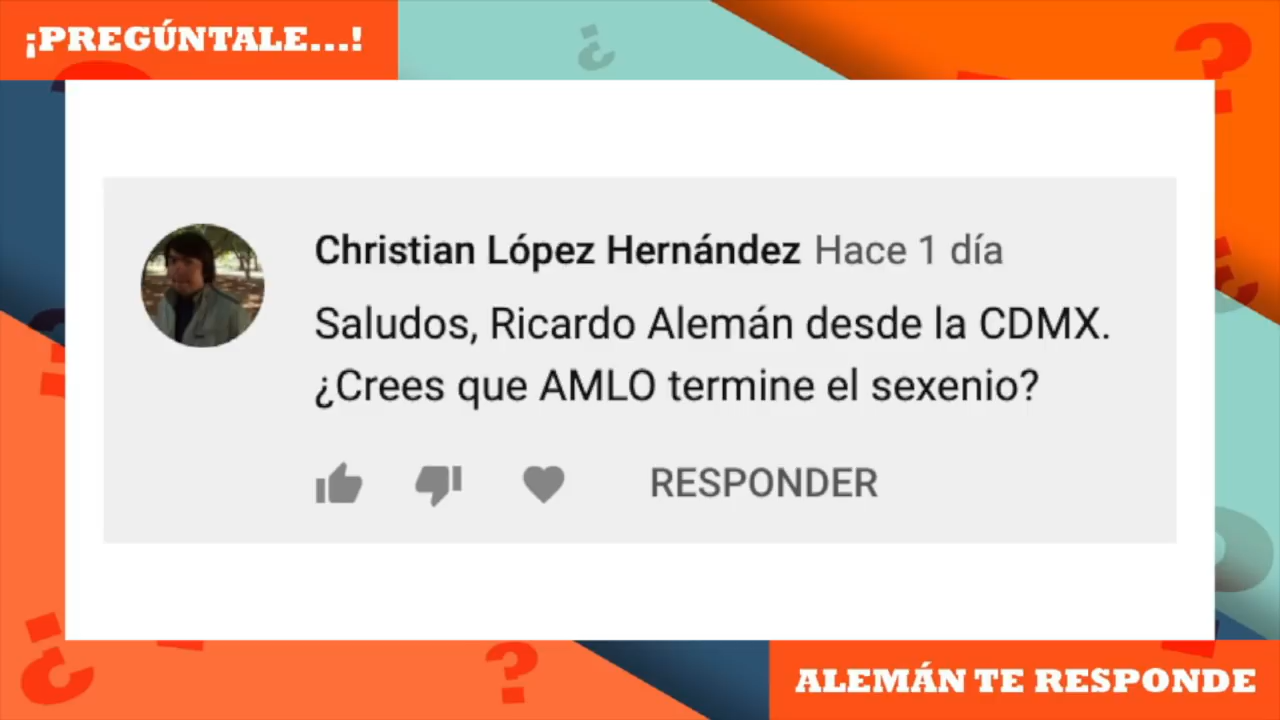 ¡PREGÚNTALE...!
Christian López Hernández Hace 1 día
Saludos, Ricardo Alemán desde la CDMX.
¿Crees que AMLO termine el sexenio?
RESPONDER
ALEMÁN TE RESPONDE